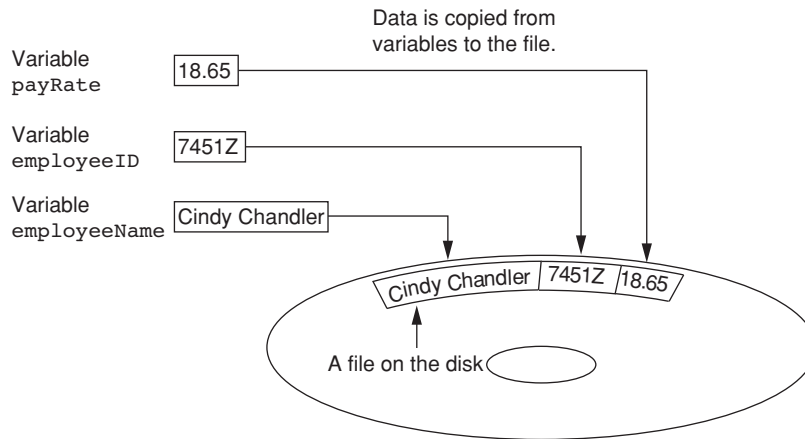 Data is copied from
variables to the file.
Variable
payRate
18.65
Variable
employeeID
7451Z
Variable
employeeName
Cindy Chandler
Cindy Chandler 7451Z 18.65
A file on the disk